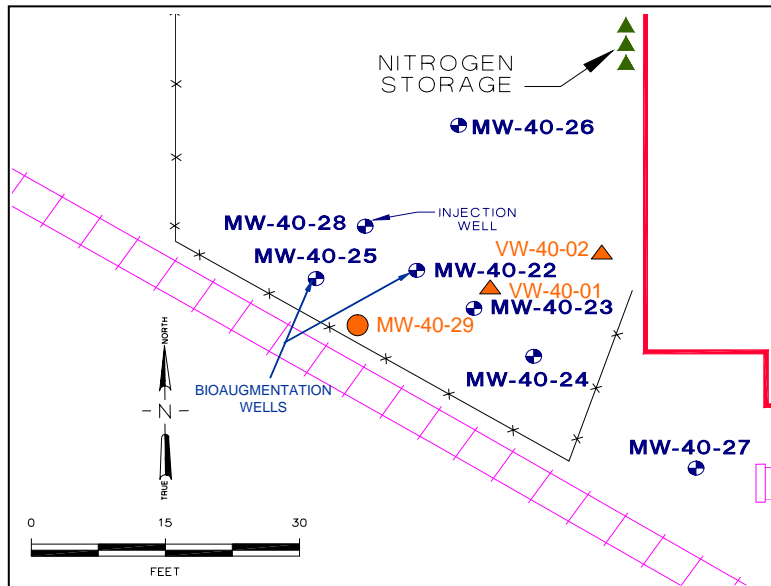 NITROGEN
STORAGE
MW-40-26
MW-40-28
INJECTION
WELL
MW-40-25
VW-40-02
MW-40-22
VW-40-01
MW-40-23
MW-40-29
MW-40-24
BIOAUGMENTATION
WELLS
NORTH
N
TRUE
MW-40-27
0 15 30
FEET